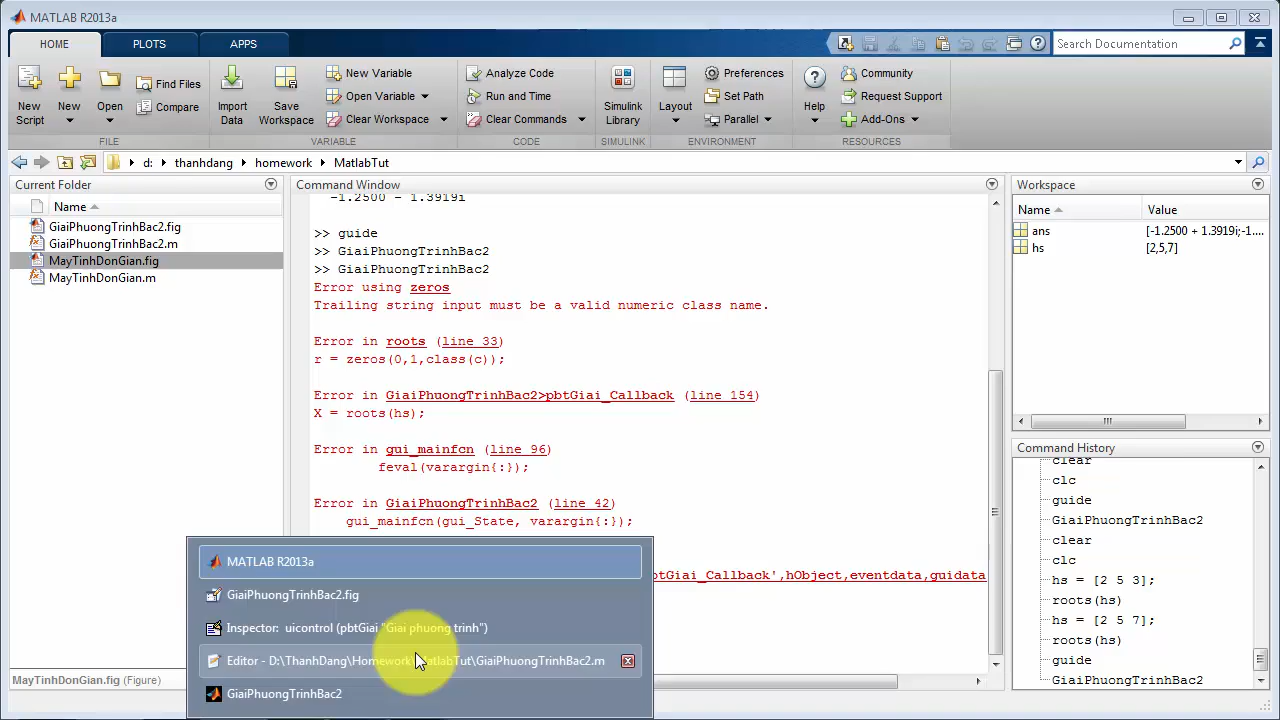 MATLAB R2013a
HOME
PLOTS
APPS
Search Documentation
New Script
New
Open
Find Files
Compare
Import Data
Save Workspace
New Variable
Open Variable
Clear Workspace
Analyze Code
Run and Time
Clear Commands
Simulink Library
Layout
Preferences
Set Path
Parallel
Help
Community
Request Support
Add-Ons
FILE
VARIABLE
CODE
SIMULINK
ENVIRONMENT
RESOURCES
d: thanhdang homework MatlabTut
Current Folder
Name
GiaiPhuongTrinhBac2.fig
GiaiPhuongTrinhBac2.m
MayTinhDonGian.fig
MayTinhDonGian.m
MayTinhDonGian.fig (Figure)
Command Window
-1.2500 - 1.3919i
>> guide
>> GiaiPhuongTrinhBac2
>> GiaiPhuongTrinhBac2
Error using zeros
Trailing string input must be a valid numeric class name.
Error in roots (line 33)
r = zeros(0,1,class(c));
Error in GiaiPhuongTrinhBac2>pbtGiai_Callback (line 154)
X = roots(hs);
Error in gui_mainfcn (line 96)
feval(varargin{:});
Error in GiaiPhuongTrinhBac2 (line 42)
gui_mainfcn(gui_State, varargin{:});
btGiai_Callback',hObject,eventdata,guidata
MATLAB R2013a
GiaiPhuongTrinhBac2.fig
Inspector: uicontrol (pbtGiai "Giai phuong trinh")
Editor - D:\ThanhDang\Homework\MatlabTut\GiaiPhuongTrinhBac2.m
GiaiPhuongTrinhBac2
Workspace
Name
Value
ans
[-1.2500 + 1.3919i;-1....
hs
[2,5,7]
Command History
clear
clc
guide
GiaiPhuongTrinhBac2
clear
clc
hs = [2 5 3];
roots(hs)
hs = [2 5 7];
roots(hs)
guide
GiaiPhuongTrinhBac2